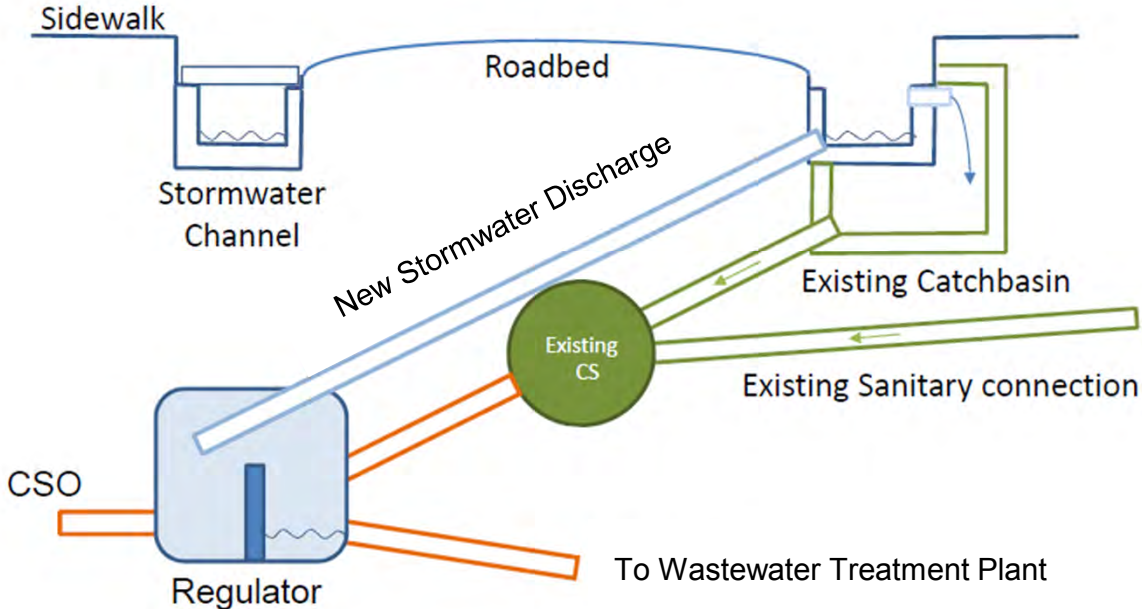 Sidewalk
Roadbed
Stormwater
Channel
New Stormwater Discharge
Existing Catchbasin
Existing
CS
Existing Sanitary connection
CSO
To Wastewater Treatment Plant
Regulator